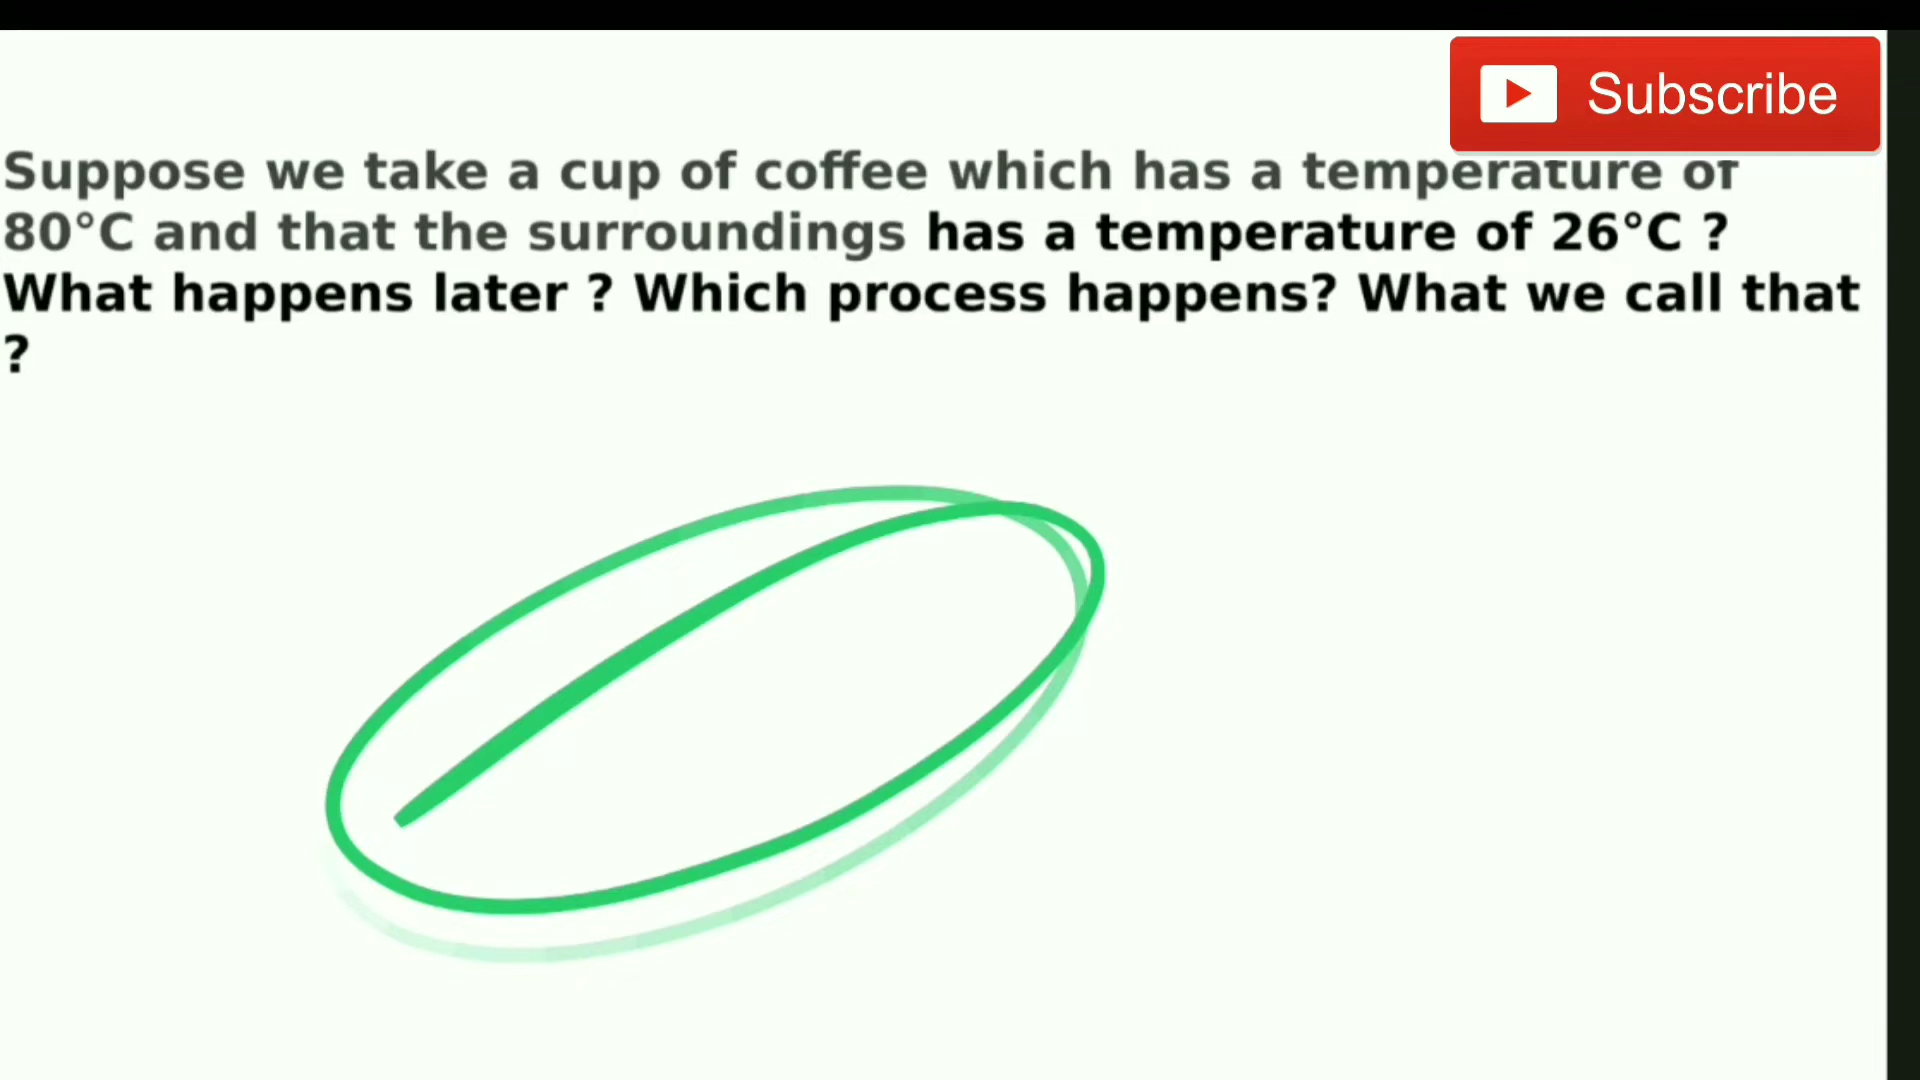 Subscribe
Suppose we take a cup of coffee which has a temperature of
80°C and that the surroundings has a temperature of 26°C ?
What happens later ? Which process happens? What we call that
?